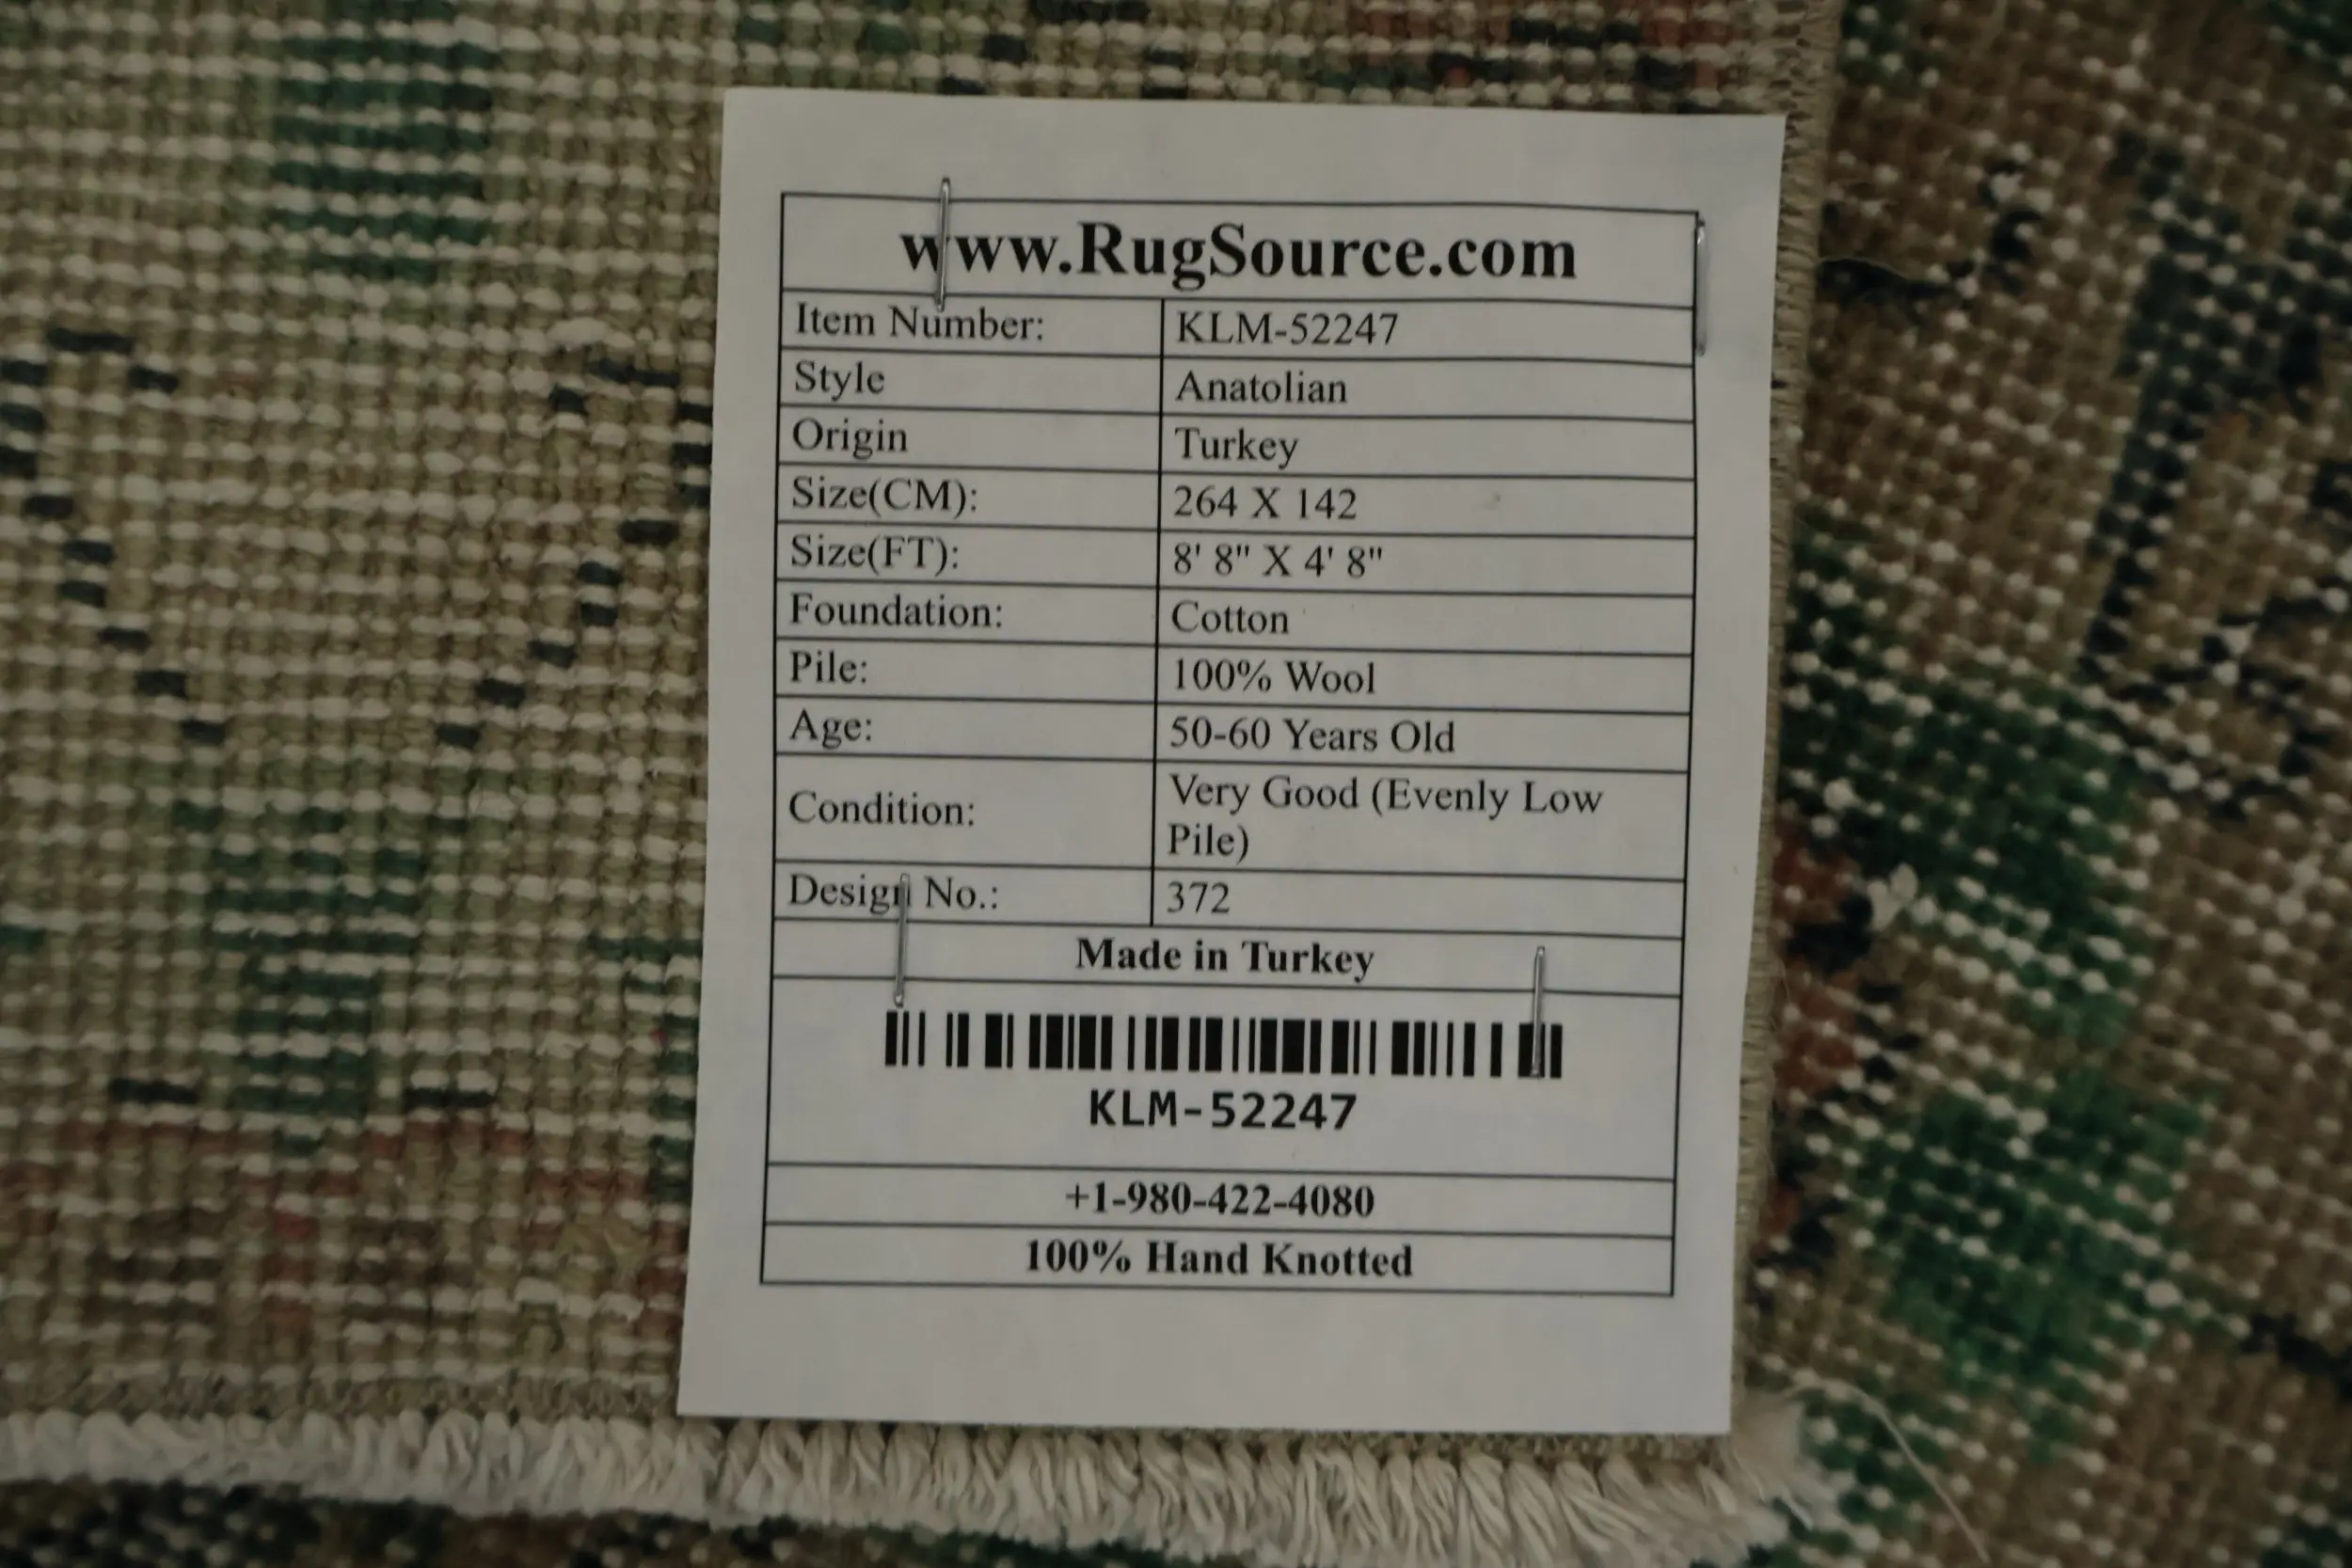 www.RugSource.com
Item Number: KLM-52247
Style Anatolian
Origin Turkey
Size(CM): 264 X 142
Size(FT): 8' 8" X 4' 8"
Foundation: Cotton
Pile: 100% Wool
Age: 50-60 Years Old
Condition: Very Good (Evenly Low
Pile)
Design No.: 372
Made in Turkey
KLM-52247
+1-980-422-4080
100% Hand Knotted